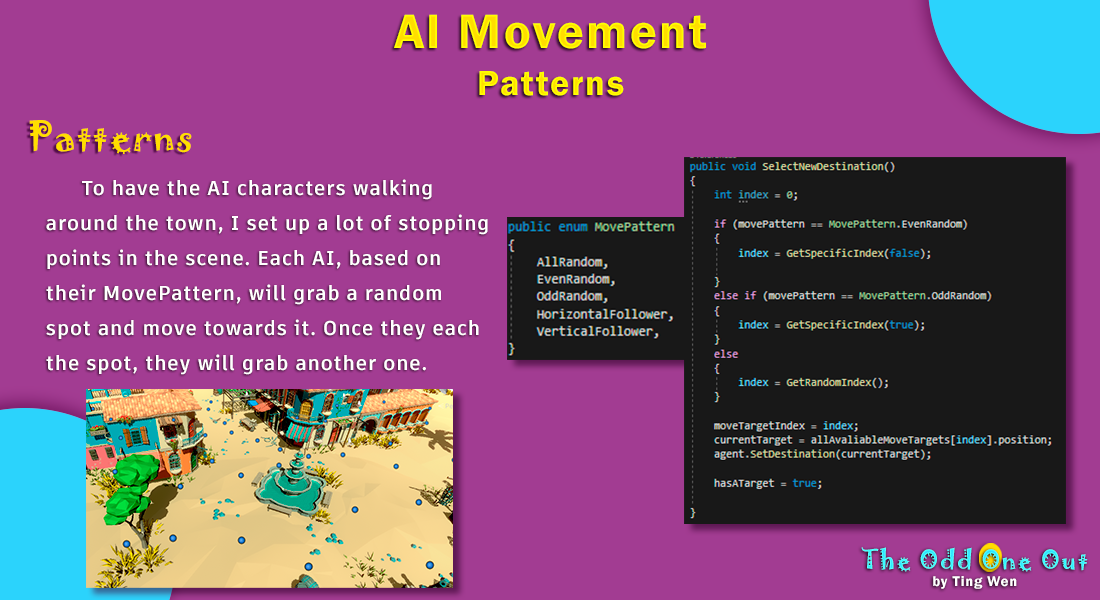 AI Movement
Patterns
Patterns
To have the AI characters walking
around the town, I set up a lot of stopping
points in the scene. Each AI, based on
their MovePattern, will grab a random
spot and move towards it. Once they each
the spot, they will grab another one.
public enum MovePattern
{
AllRandom,
EvenRandom,
OddRandom,
HorizontalFollower,
VerticalFollower,
}
public void SelectNewDestination()
{
int index = 0;
if (movePattern == MovePattern.EvenRandom)
{
index = GetSpecificIndex(false);
}
else if (movePattern == MovePattern.OddRandom)
{
index = GetSpecificIndex(true);
}
else
{
index = GetRandomIndex();
}
moveTargetIndex = index;
currentTarget = allAvaliableMoveTargets[index].position;
agent.SetDestination(currentTarget);
hasATarget = true;
}
The Odd One Out
by Ting Wen